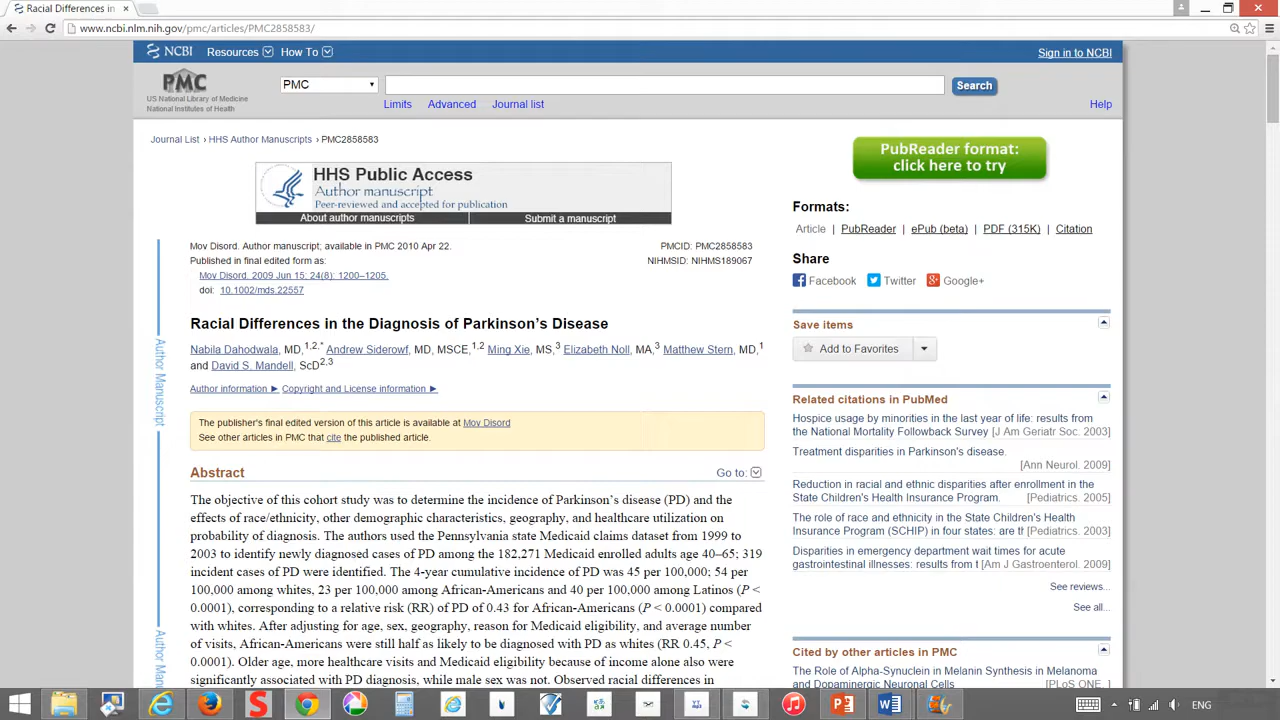 Racial Differences in t
www.ncbi.nlm.nih.gov/pmc/articles/PMC2858583/
NCBI Resources How To Sign in to NCBI
PMC
US National Library of Medicine
National Institutes of Health
PMC Search
Limits Advanced Journal list Help
Journal List › HHS Author Manuscripts › PMC2858583
HHS Public Access
Author manuscript
Peer-reviewed and accepted for publication
About author manuscripts Submit a manuscript
Mov Disord. Author manuscript; available in PMC 2010 Apr 22. PMCID: PMC2858583
Published in final edited form as: NIHMSID: NIHMS189067
Mov Disord. 2009 Jun 15; 24(8): 1200–1205.
doi: 10.1002/mds.22557
Racial Differences in the Diagnosis of Parkinson’s Disease
Nabila Dahodwala, MD,1,2,* Andrew Siderowf, MD, MSCE,1,2 Ming Xie, MS,3 Elizabeth Noll, MA,3 Matthew Stern, MD,1
and David S. Mandell, ScD2,3
Author information ► Copyright and License information ►
The publisher's final edited version of this article is available at Mov Disord
See other articles in PMC that cite the published article.
Abstract Go to:
The objective of this cohort study was to determine the incidence of Parkinson’s disease (PD) and the
effects of race/ethnicity, other demographic characteristics, geography, and healthcare utilization on
probability of diagnosis. The authors used the Pennsylvania state Medicaid claims dataset from 1999 to
2003 to identify newly diagnosed cases of PD among the 182,271 Medicaid enrolled adults age 40–65; 319
incident cases of PD were identified. The 4-year cumulative incidence of PD was 45 per 100,000; 54 per
100,000 among whites, 23 per 100,000 among African-Americans and 40 per 100,000 among Latinos (P <
0.0001), corresponding to a relative risk (RR) of PD of 0.43 for African-Americans (P < 0.0001) compared
with whites. After adjusting for age, sex, geography, reason for Medicaid eligibility, and average number
of visits, African-Americans were still half as likely to be diagnosed with PD as whites (RR 0.45, P <
0.0001). Older age, more healthcare visits and Medicaid eligibility because of income alone also were
significantly associated with PD diagnosis, while male sex was not. Observed racial differences in
Author Manuscript
Author Manu
PubReader format:
click here to try
Formats:
Article | PubReader | ePub (beta) | PDF (315K) | Citation
Share
Facebook Twitter Google+
Save items
Add to Favorites
Related citations in PubMed
Hospice usage by minorities in the last year of life: results from
the National Mortality Followback Survey [J Am Geriatr Soc. 2003]
Treatment disparities in Parkinson's disease.
[Ann Neurol. 2009]
Reduction in racial and ethnic disparities after enrollment in the
State Children's Health Insurance Program. [Pediatrics. 2005]
The role of race and ethnicity in the State Children's Health
Insurance Program (SCHIP) in four states: are th [Pediatrics. 2003]
Disparities in emergency department wait times for acute
gastrointestinal illnesses: results from t [Am J Gastroenterol. 2009]
See reviews...
See all...
Cited by other articles in PMC
The Role of Alpha-Synuclein in Melanin Synthesis in Melanoma
and Dopaminergic Neuronal Cells [PLoS ONE. ]
ENG